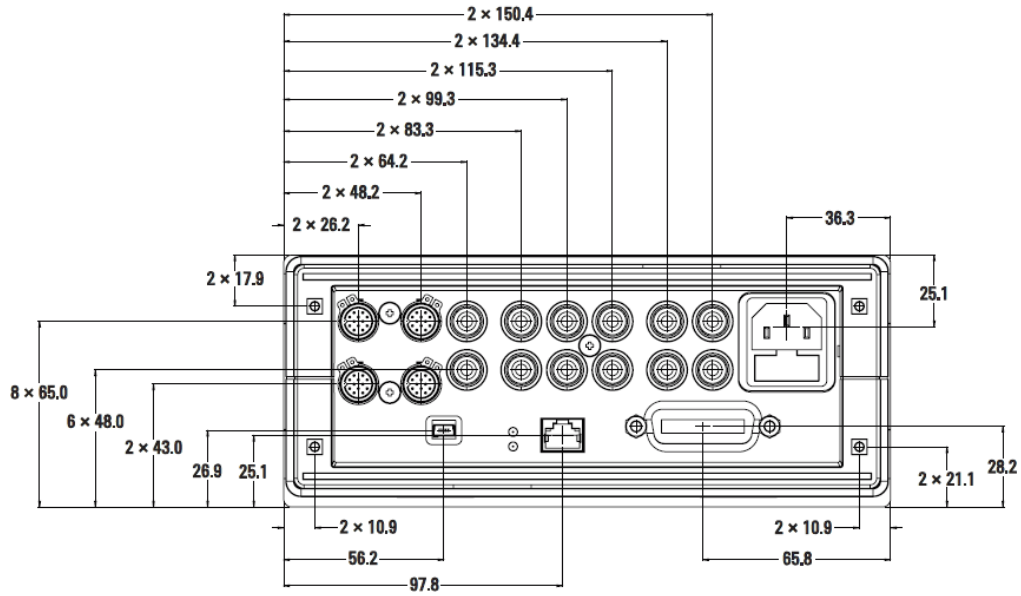 2 × 150.4
2 × 134.4
2 × 115.3
2 × 99.3
2 × 83.3
2 × 64.2
2 × 48.2
2 × 26.2
36.3
2 × 17.9
25.1
8 × 65.0
6 × 48.0
2 × 43.0
26.9
25.1
2 × 21.1
28.2
2 × 10.9
2 × 10.9
56.2
65.8
97.8